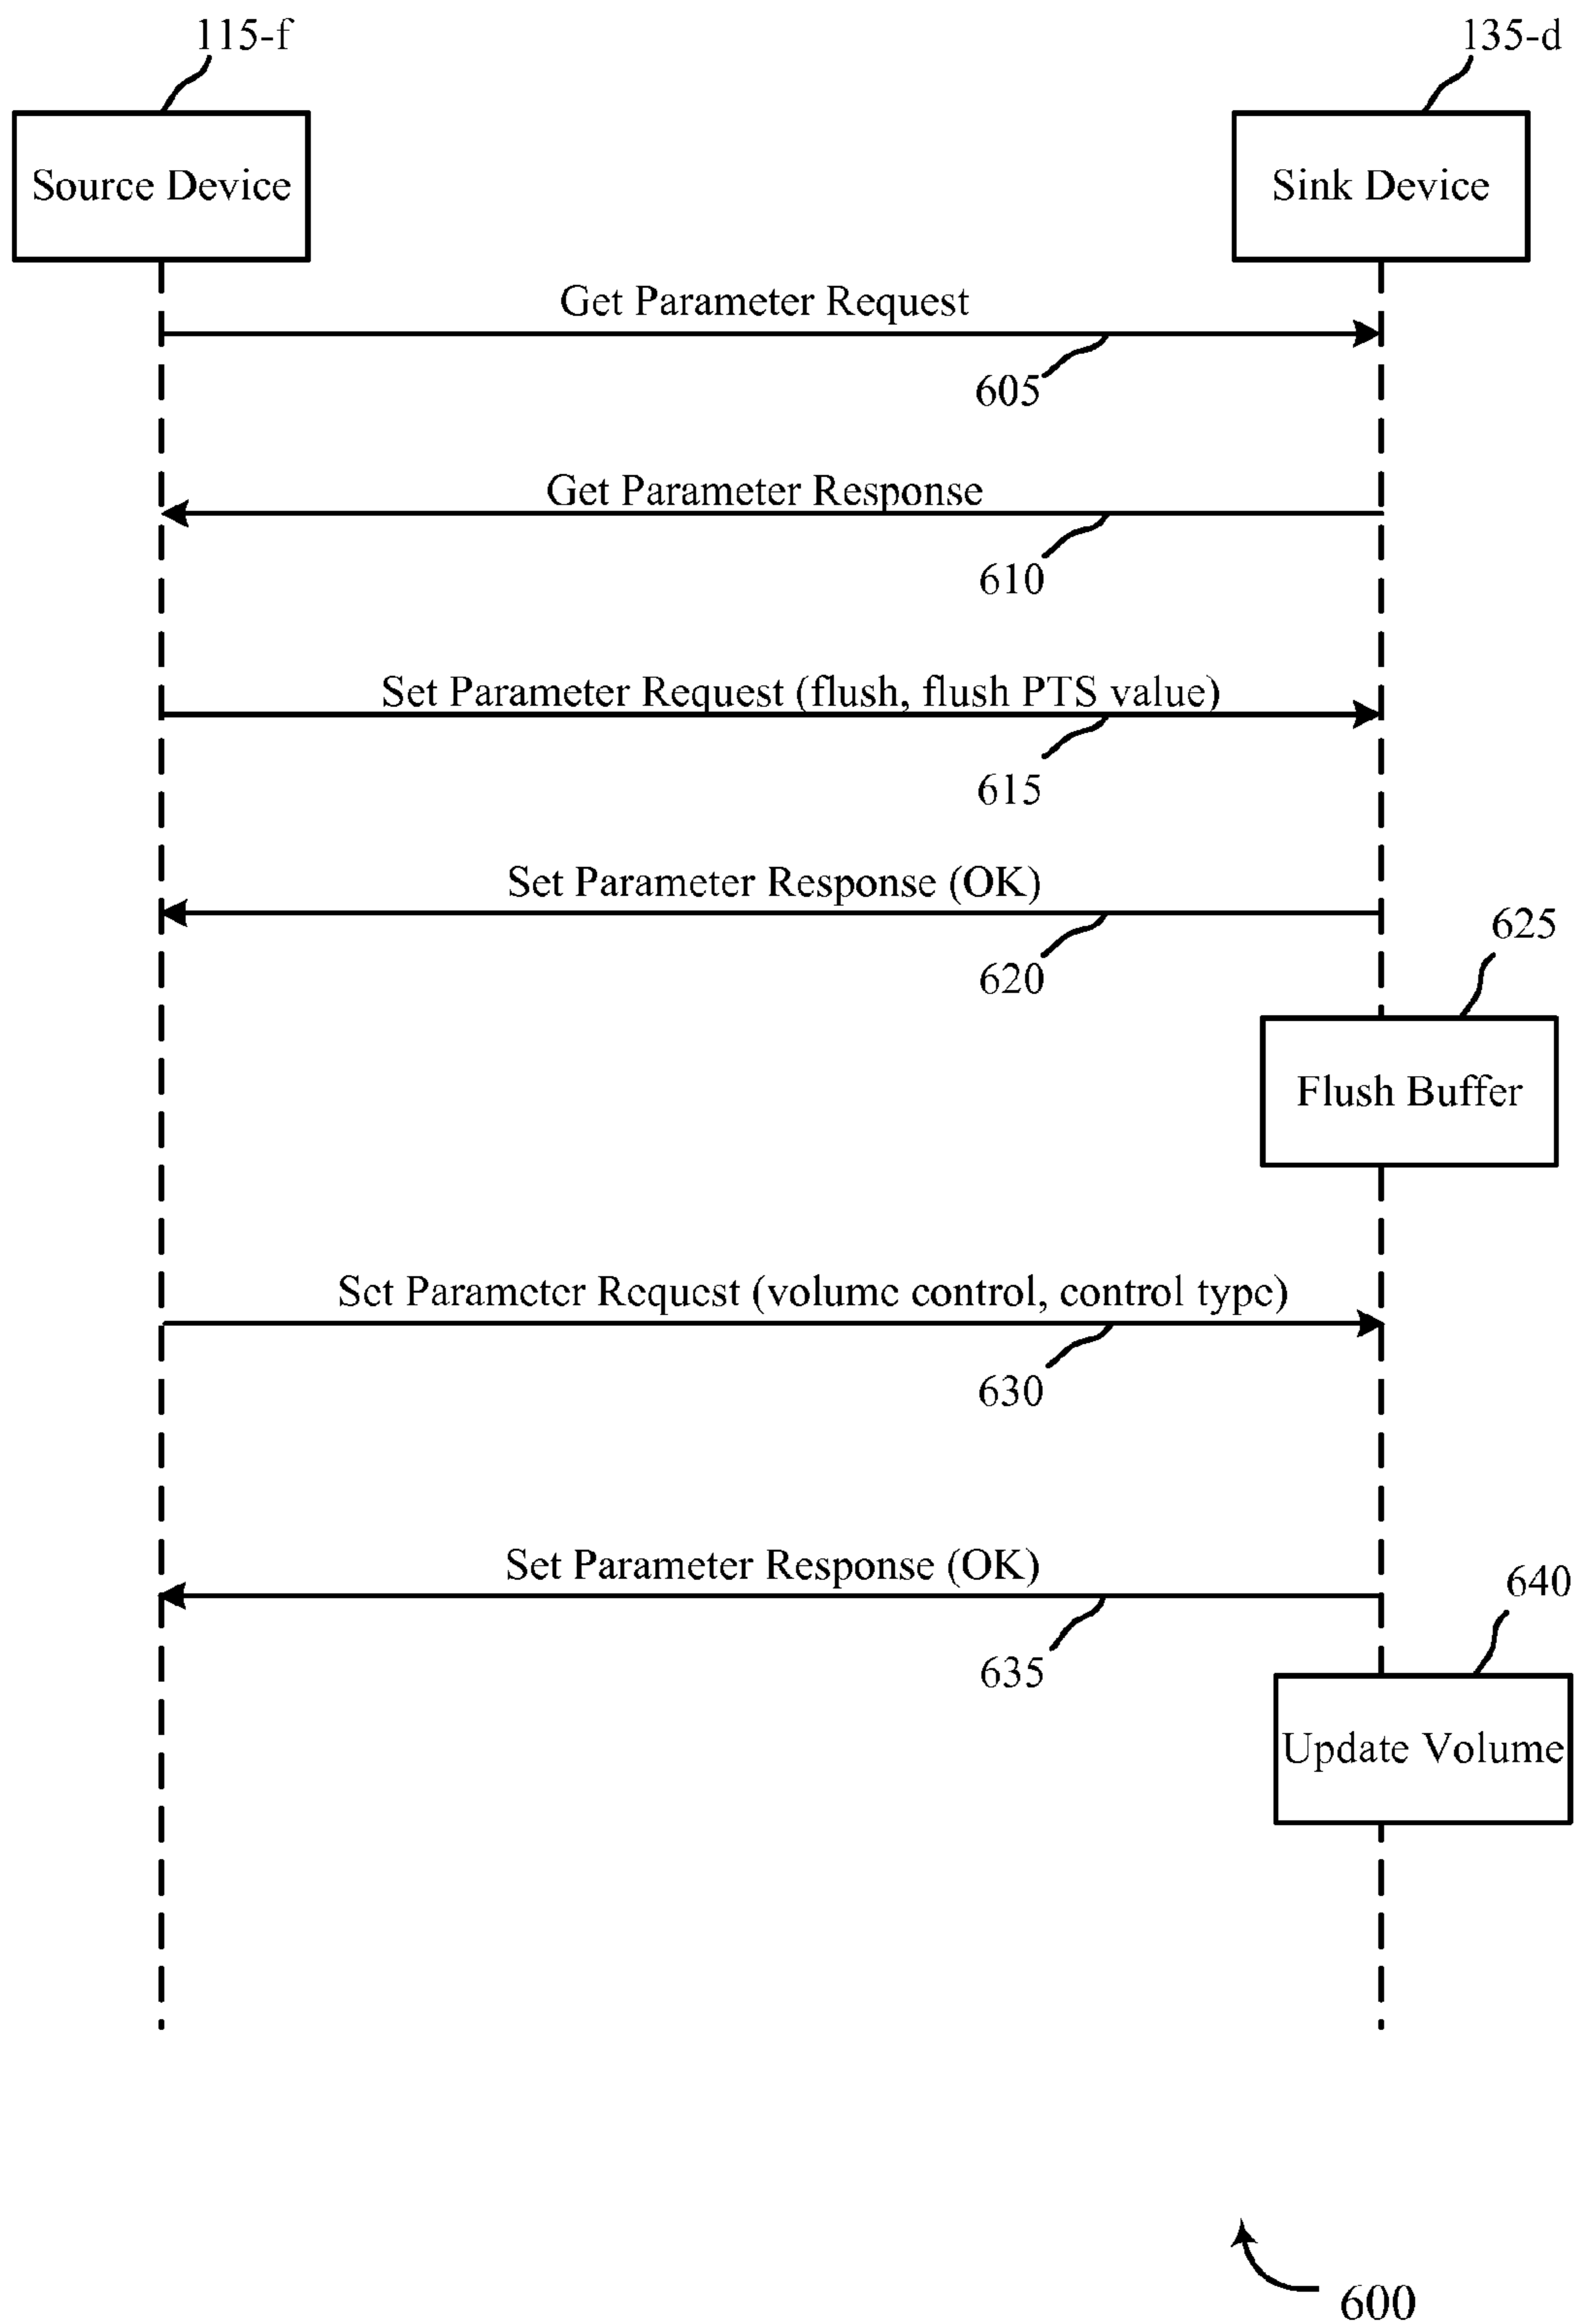 115-f
135-d
Source Device
Sink Device
Get Parameter Request
605
Get Parameter Response
610
Set Parameter Request (flush, flush PTS value)
615
Set Parameter Response (OK)
620
625
Flush Buffer
Set Parameter Request (volume control, control type)
630
Set Parameter Response (OK)
635
640
Update Volume
600